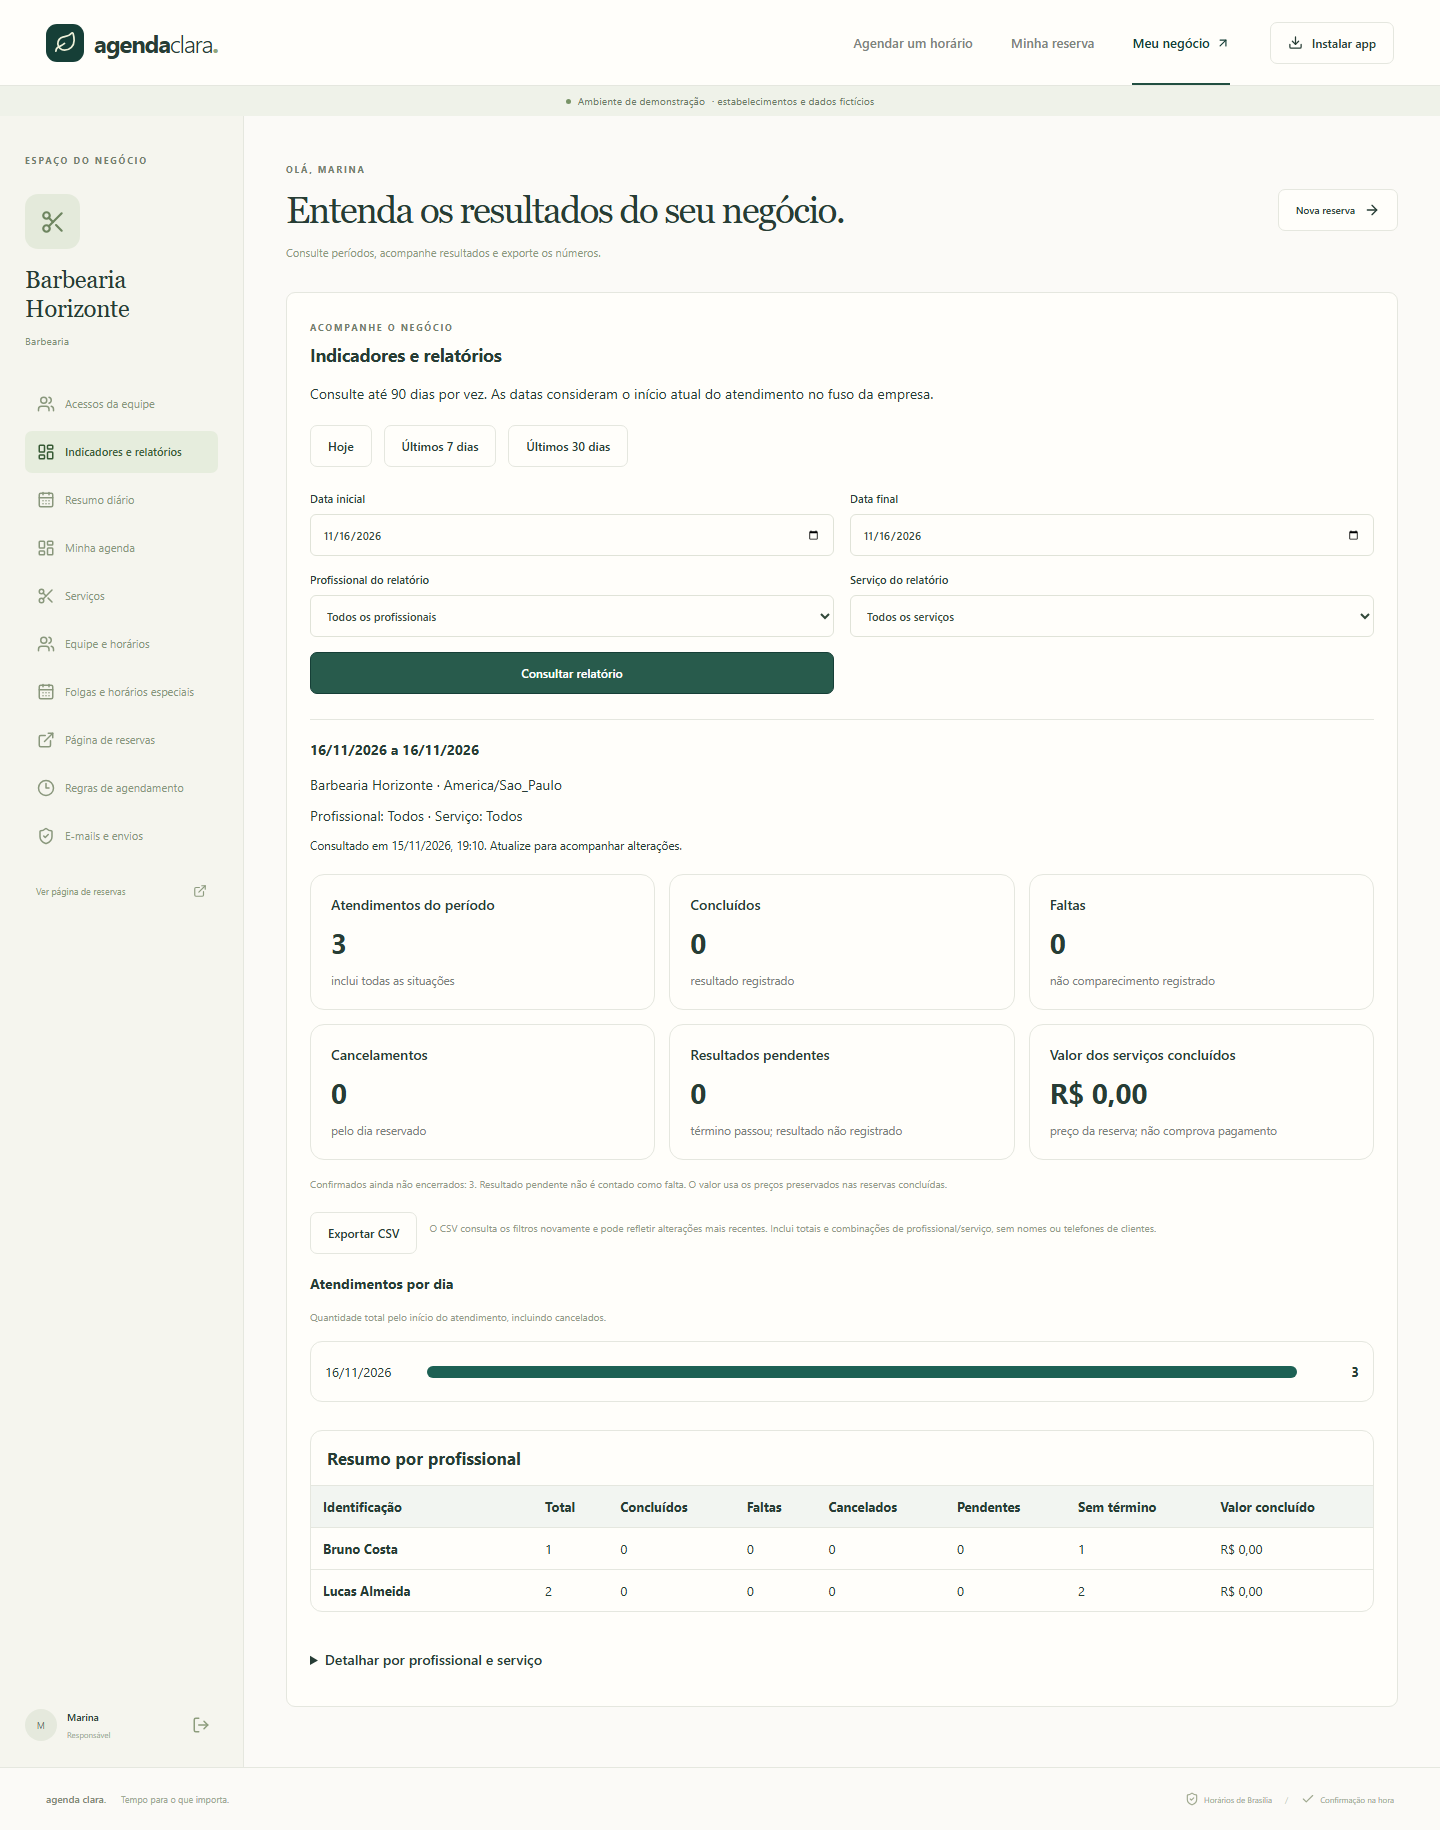 agendaclara.
Agendar um horário
Minha reserva
Meu negócio
Instalar app
Ambiente de demonstração · estabelecimentos e dados fictícios
ESPAÇO DO NEGÓCIO
Barbearia
Horizonte
Barbearia
Acessos da equipe
Indicadores e relatórios
Resumo diário
Minha agenda
Serviços
Equipe e horários
Folgas e horários especiais
Página de reservas
Regras de agendamento
E-mails e envios
Ver página de reservas
M
Marina
Responsável
OLÁ, MARINA
Entenda os resultados do seu negócio.
Consulte períodos, acompanhe resultados e exporte os números.
Nova reserva
ACOMPANHE O NEGÓCIO
Indicadores e relatórios
Consulte até 90 dias por vez. As datas consideram o início atual do atendimento no fuso da empresa.
Hoje
Últimos 7 dias
Últimos 30 dias
Data inicial
Data final
11/16/2026
11/16/2026
Profissional do relatório
Serviço do relatório
Todos os profissionais
Todos os serviços
Consultar relatório
16/11/2026 a 16/11/2026
Barbearia Horizonte · America/Sao_Paulo
Profissional: Todos · Serviço: Todos
Consultado em 15/11/2026, 19:10. Atualize para acompanhar alterações.
Atendimentos do período
3
inclui todas as situações
Concluídos
0
resultado registrado
Faltas
0
não comparecimento registrado
Cancelamentos
0
pelo dia reservado
Resultados pendentes
0
término passou; resultado não registrado
Valor dos serviços concluídos
R$ 0,00
preço da reserva; não comprova pagamento
Confirmados ainda não encerrados: 3. Resultado pendente não é contado como falta. O valor usa os preços preservados nas reservas concluídas.
Exportar CSV
O CSV consulta os filtros novamente e pode refletir alterações mais recentes. Inclui totais e combinações de profissional/serviço, sem nomes ou telefones de clientes.
Atendimentos por dia
Quantidade total pelo início do atendimento, incluindo cancelados.
16/11/2026 3
Resumo por profissional
Identificação Total Concluídos Faltas Cancelados Pendentes Sem término Valor concluído
Bruno Costa 1 0 0 0 0 1 R$ 0,00
Lucas Almeida 2 0 0 0 0 2 R$ 0,00
Detalhar por profissional e serviço
agenda clara. Tempo para o que importa.
Horários de Brasília / Confirmação na hora